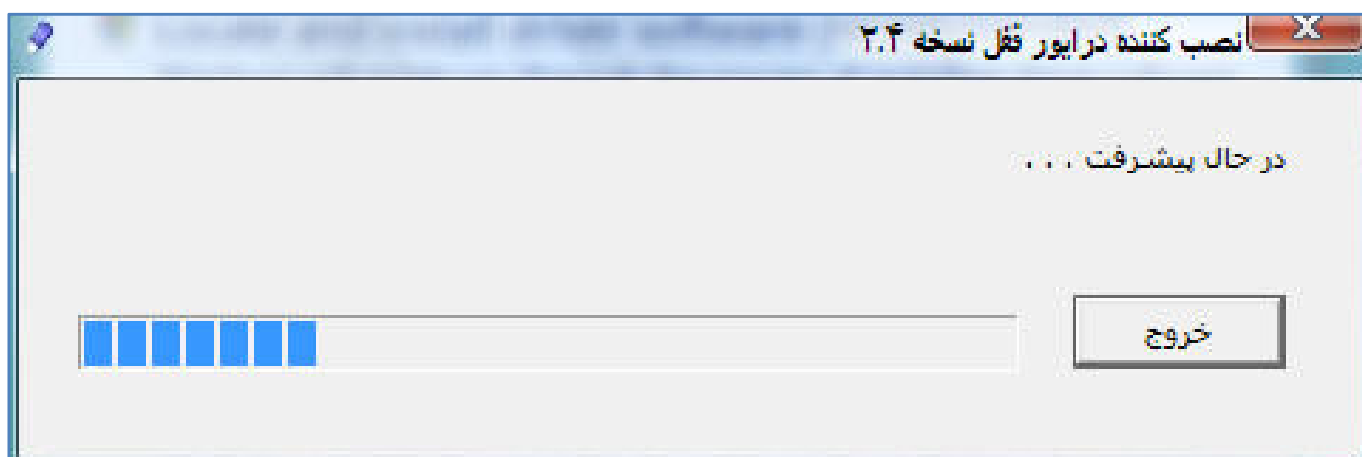 نصب کننده درایور قفل نسخه ۲.۴
در حال پیشرفت . . .
خروج